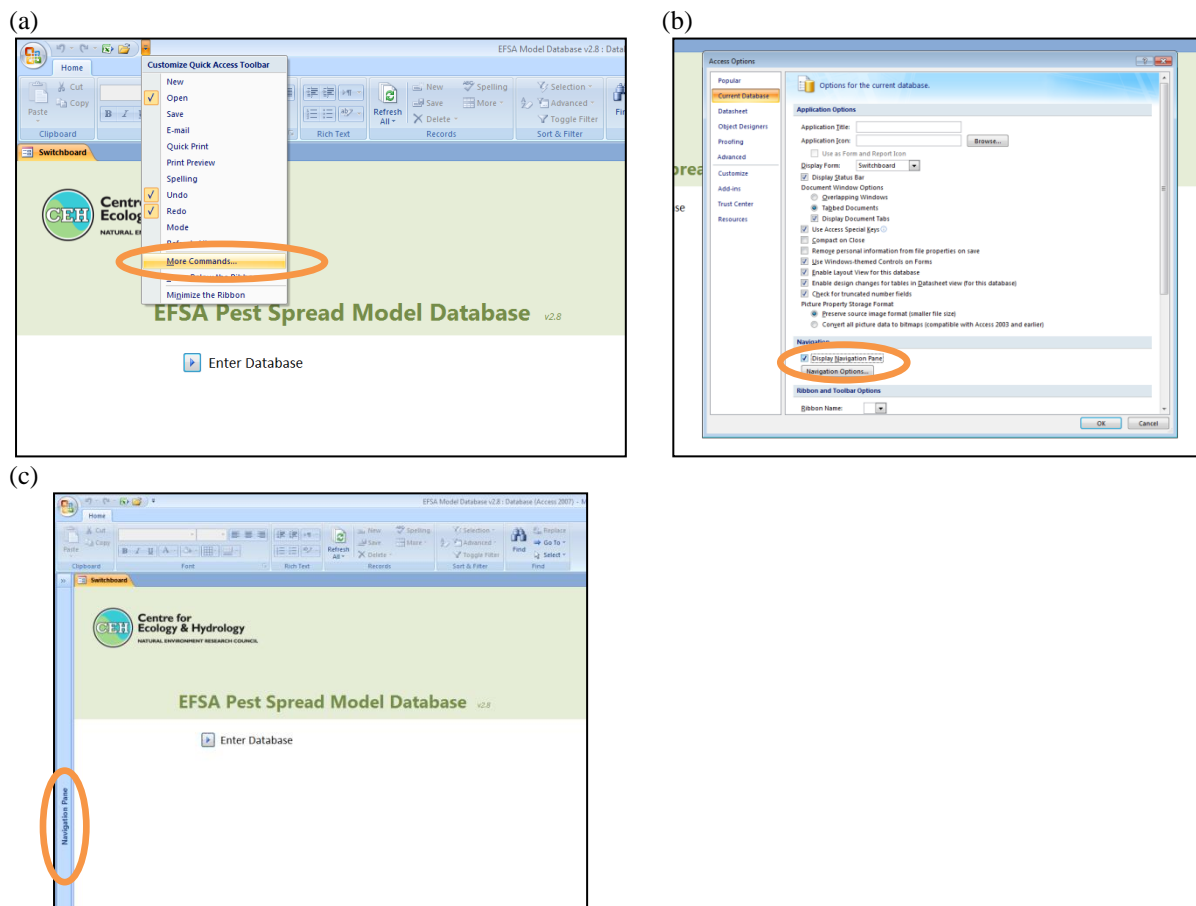 (a)
EFSA Model Database v2.8 : Datal
Home
Customize Quick Access Toolbar
New
Open
Save
E-mail
Quick Print
Print Preview
Spelling
Undo
Redo
Mode
More Commands...
Minimize the Ribbon
Cut
Copy
Paste
Clipboard
B I
Rich Text
Refresh All
New
Save
Delete
Spelling
More
Records
Selection
Advanced
Toggle Filter
Sort & Filter
Switchboard
CEH
Centr
Ecolog
EFSA Pest Spread Model Database v2.8
Enter Database
(b)
Access Options
Popular
Current Database
Datasheet
Object Designers
Proofing
Advanced
Customize
Add-ins
Trust Center
Resources
Options for the current database.
Application Options
Application Title:
Application Icon:
Browse...
Use as Form and Report Icon
Display Form: Switchboard
Display Status Bar
Document Window Options
Overlapping Windows
Tabbed Documents
Display Document Tabs
Use Access Special Keys
Compact on Close
Remove personal information from file properties on save
Use Windows-themed Controls on Forms
Enable Layout View for this database
Enable design changes for tables in Datasheet view (for this database)
Check for truncated number fields
Picture Property Storage Format
Preserve source image format (smaller file size)
Convert all picture data to bitmaps (compatible with Access 2003 and earlier)
Navigation
Display Navigation Pane
Navigation Options...
Ribbon and Toolbar Options
Ribbon Name:
OK
Cancel
(c)
EFSA Model Database v2.8 : Database (Access 2007) - M
Home
Cut
Copy
Paste
Clipboard
B I U
Font
Rich Text
Refresh All
New
Save
Delete
Spelling
More
Records
Selection
Advanced
Toggle Filter
Sort & Filter
Find
Replace
Go To
Select
Find
Switchboard
CEH
Centre for
Ecology & Hydrology
NATURAL ENVIRONMENT RESEARCH COUNCIL
EFSA Pest Spread Model Database v2.8
Enter Database
Navigation Pane